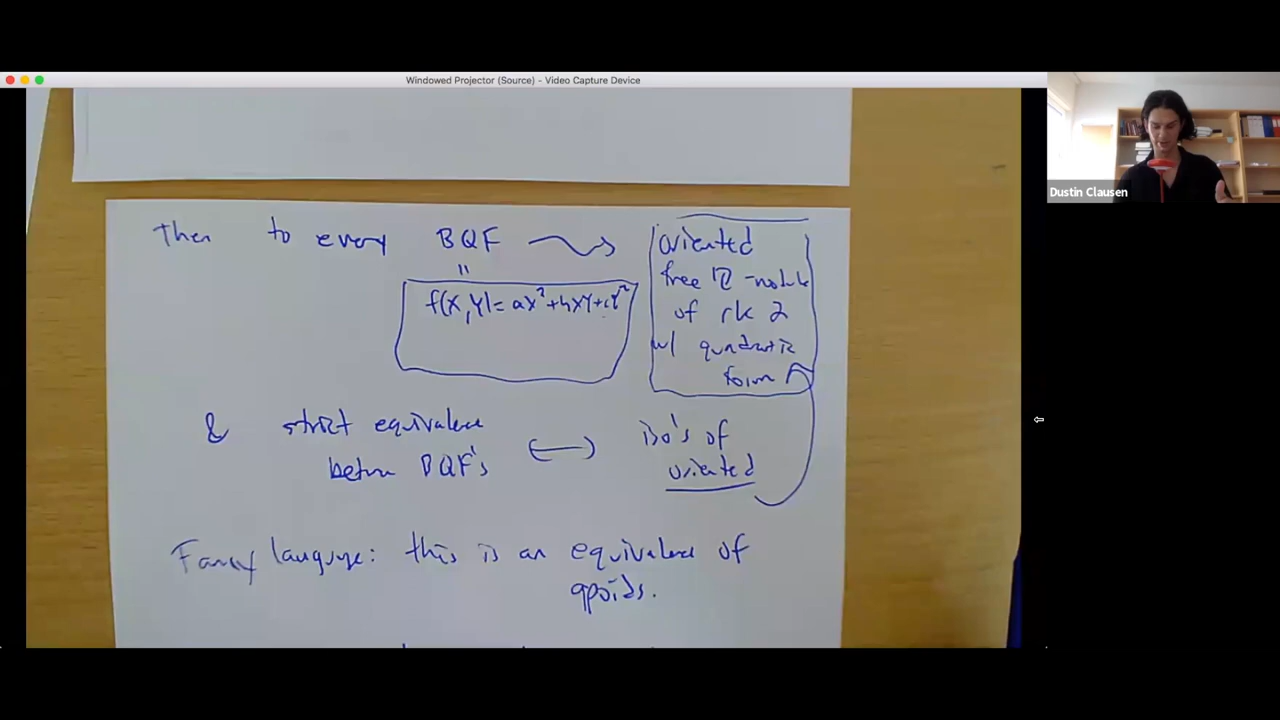 Windowed Projector (Source) - Video Capture Device
Dustin Clausen
Then to every BQF
"
f(X,Y)=aX²+bXY+cY²
oriented
free ℤ-module
of rk 2
w/ quadratic
form
& strict equivalence
between BQF's
iso's of
oriented
Fancy language: this is an equivalence of
gpoids.